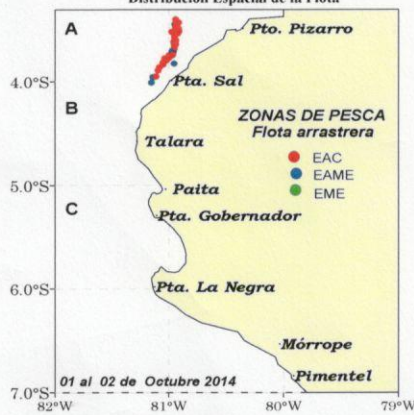 Distribución Espacial de la Flota
A
Pto. Pizarro
4.0°S
Pta. Sal
B
ZONAS DE PESCA
Flota arrastrera
Talara
EAC
EAME
5.0°S
Paita
EME
C
Pta. Gobernador
6.0°S
Pta. La Negra
Mórrope
01 al 02 de Octubre 2014
Pimentel
7.0°S
82°W
81°W
80°W
79°W